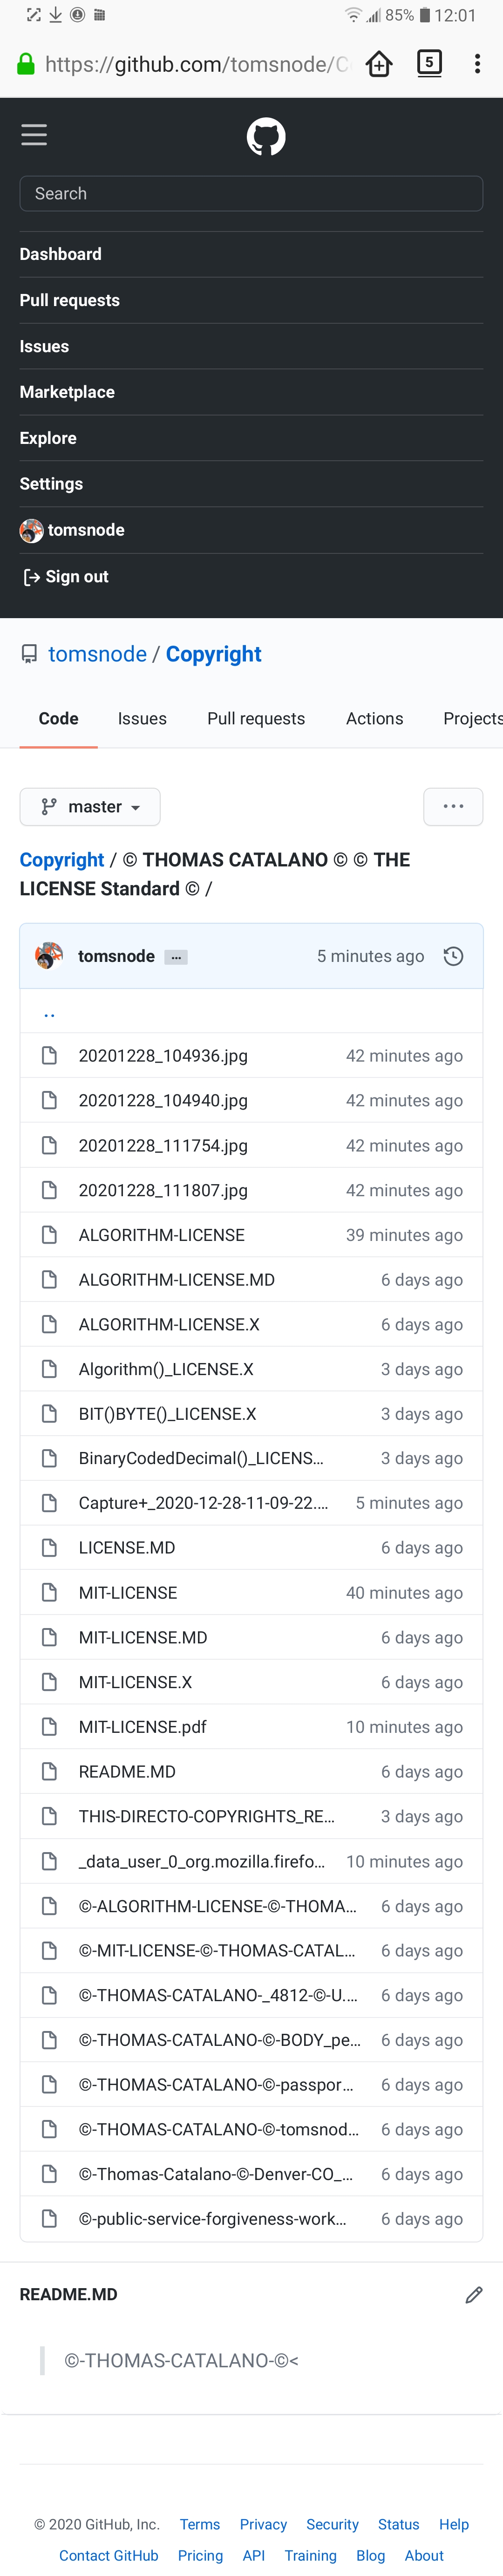 85% 12:01
https://github.com/tomsnode/C 5
Search
Dashboard
Pull requests
Issues
Marketplace
Explore
Settings
tomsnode
Sign out
tomsnode / Copyright
Code Issues Pull requests Actions Projects
master ...
Copyright / © THOMAS CATALANO © © THE
LICENSE Standard © /
tomsnode ... 5 minutes ago
..
20201228_104936.jpg 42 minutes ago
20201228_104940.jpg 42 minutes ago
20201228_111754.jpg 42 minutes ago
20201228_111807.jpg 42 minutes ago
ALGORITHM-LICENSE 39 minutes ago
ALGORITHM-LICENSE.MD 6 days ago
ALGORITHM-LICENSE.X 6 days ago
Algorithm()_LICENSE.X 3 days ago
BIT()BYTE()_LICENSE.X 3 days ago
BinaryCodedDecimal()_LICENS... 3 days ago
Capture+_2020-12-28-11-09-22.... 5 minutes ago
LICENSE.MD 6 days ago
MIT-LICENSE 40 minutes ago
MIT-LICENSE.MD 6 days ago
MIT-LICENSE.X 6 days ago
MIT-LICENSE.pdf 10 minutes ago
README.MD 6 days ago
THIS-DIRECTO-COPYRIGHTS_RE... 3 days ago
_data_user_0_org.mozilla.firefo... 10 minutes ago
©-ALGORITHM-LICENSE-©-THOMA... 6 days ago
©-MIT-LICENSE-©-THOMAS-CATAL... 6 days ago
©-THOMAS-CATALANO-_4812-©-U.... 6 days ago
©-THOMAS-CATALANO-©-BODY_pe... 6 days ago
©-THOMAS-CATALANO-©-passpor... 6 days ago
©-THOMAS-CATALANO-©-tomsnod... 6 days ago
©-Thomas-Catalano-©-Denver-CO_... 6 days ago
©-public-service-forgiveness-work... 6 days ago
README.MD
©-THOMAS-CATALANO-©<
© 2020 GitHub, Inc. Terms Privacy Security Status Help
Contact GitHub Pricing API Training Blog About